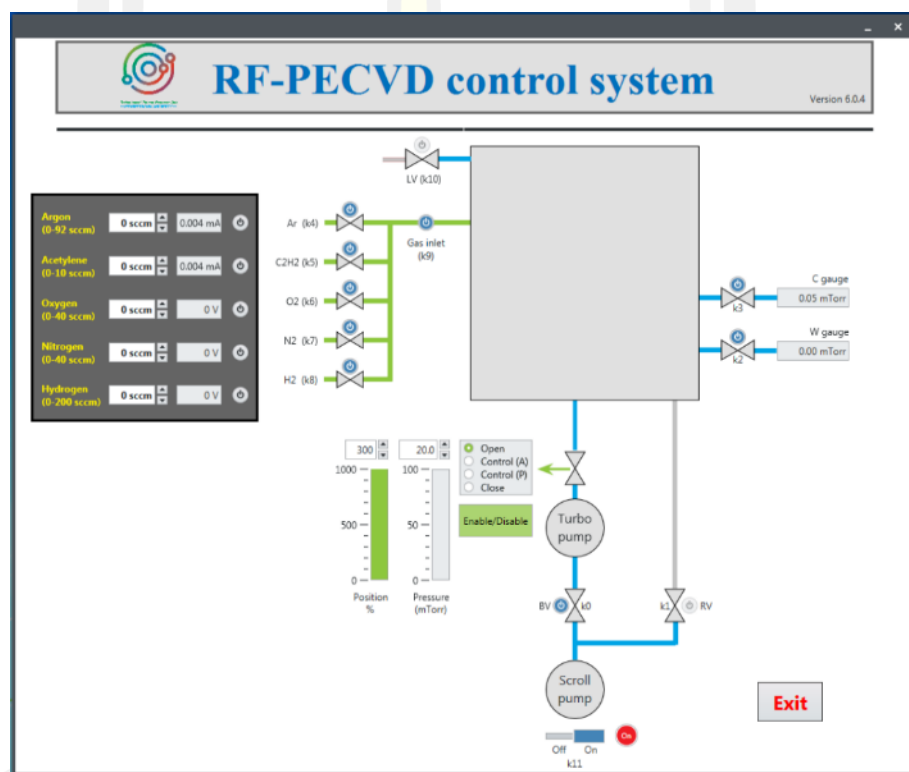 RF-PECVD control system
Version 6.0.4
LV (k10)
Argon
(0-92 sccm)
0 sccm
0.004 mA
Acetylene
(0-10 sccm)
0 sccm
0.004 mA
Oxygen
(0-40 sccm)
0 sccm
0 V
Nitrogen
(0-40 sccm)
0 sccm
0 V
Hydrogen
(0-200 sccm)
0 sccm
0 V
Ar (k4)
C2H2 (k5)
O2 (k6)
N2 (k7)
H2 (k8)
Gas inlet
(k9)
C gauge
0.05 mTorr
k3
W gauge
0.00 mTorr
k2
300
20.0
1000
500
0
Position
%
100
50
0
Pressure
(mTorr)
Open
Control (A)
Control (P)
Close
Enable/Disable
Turbo
pump
BV
k0
k1
RV
Scroll
pump
Off
On
On
k11
Exit